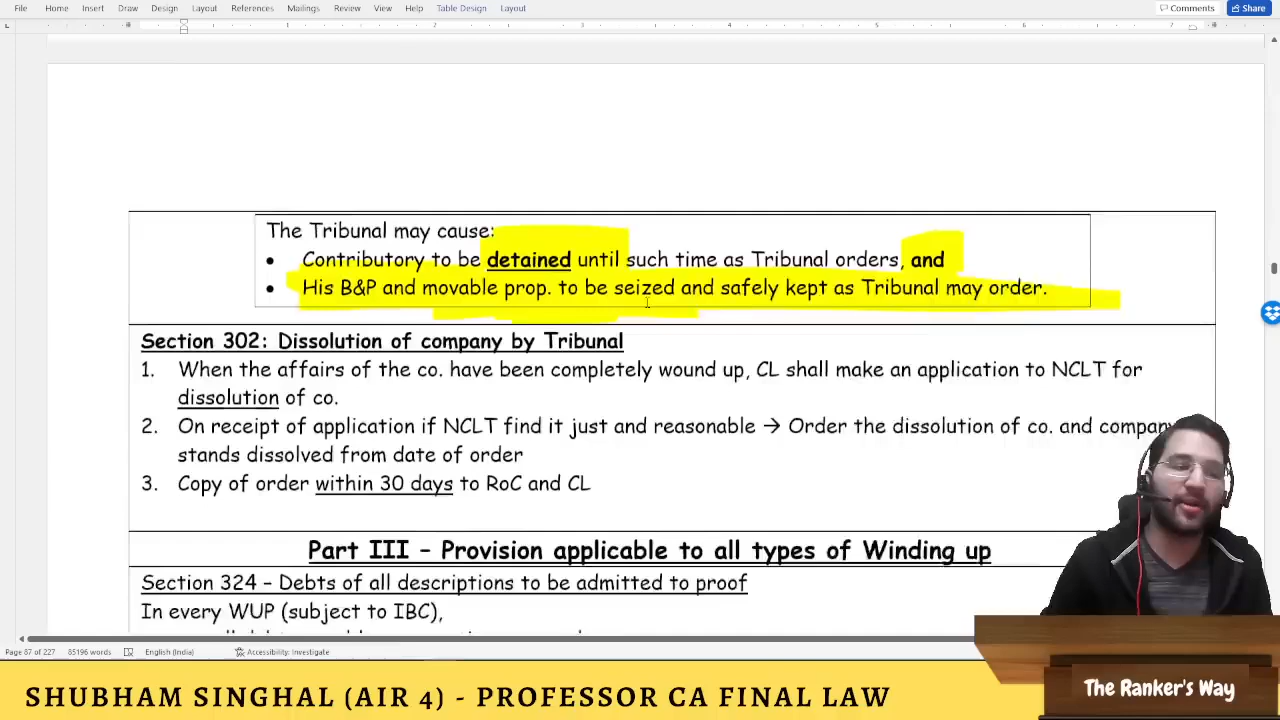 File Home Insert Draw Design Layout References Mailings Review View Help Table Design Layout Comments Share
The Tribunal may cause:
• Contributory to be detained until such time as Tribunal orders, and
• His B&P and movable prop. to be seized and safely kept as Tribunal may order.
Section 302: Dissolution of company by Tribunal
1. When the affairs of the co. have been completely wound up, CL shall make an application to NCLT for
dissolution of co.
2. On receipt of application if NCLT find it just and reasonable → Order the dissolution of co. and company
stands dissolved from date of order
3. Copy of order within 30 days to RoC and CL
Part III – Provision applicable to all types of Winding up
Section 324 – Debts of all descriptions to be admitted to proof
In every WUP (subject to IBC),
Page 87 of 227 85196 words English (India) Accessibility: Investigate
SHUBHAM SINGHAL (AIR 4) - PROFESSOR CA FINAL LAW
The Ranker's Way